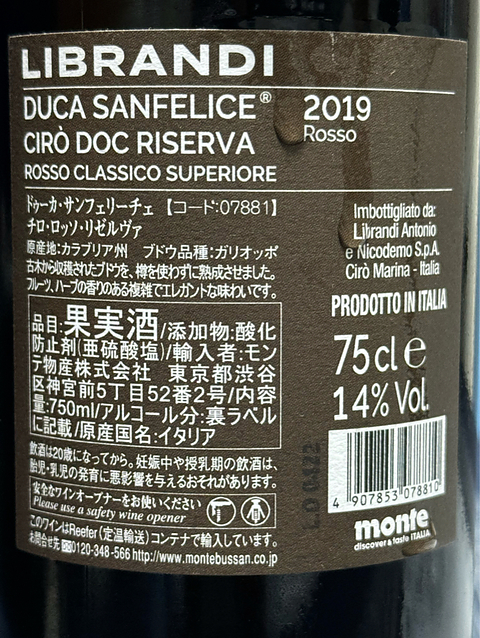 LIBRANDI
DUCA SANFELICE® 2019
CIRÒ DOC RISERVA Rosso
ROSSO CLASSICO SUPERIORE
ドゥーカ・サンフェリーチェ 【コード:07881】
チロ・ロッソ・リゼルヴァ
原産地:カラブリア州 ブドウ品種:ガリオッポ
古木から収穫されたブドウを、樽を使わずに熟成させました。
フルーツ、ハーブの香りのある複雑でエレガントな味わいです。
品目:果実酒/添加物:酸化
防止剤(亜硫酸塩)/輸入者:モン
テ物産株式会社 東京都渋谷
区神宮前5丁目52番2号/内容
量:750ml/アルコール分:裏ラベル
に記載/原産国名:イタリア
飲酒は20歳になってから。妊娠中や授乳期の飲酒は、
胎児・乳児の発育に悪影響を与えるおそれがあります。
安全なワインオープナーをお使いください
Please use a safety wine opener
このワインはReefer(定温輸送)コンテナで輸入しています。
お問合せ先 0120-348-566 http://www.montebussan.co.jp
Imbottigliato da:
Librandi Antonio
e Nicodemo S.p.A.
Cirò Marina - Italia
PRODOTTO IN ITALIA
75 cl e
14% Vol.
4 907853 078810
monte
discover & taste ITALIA